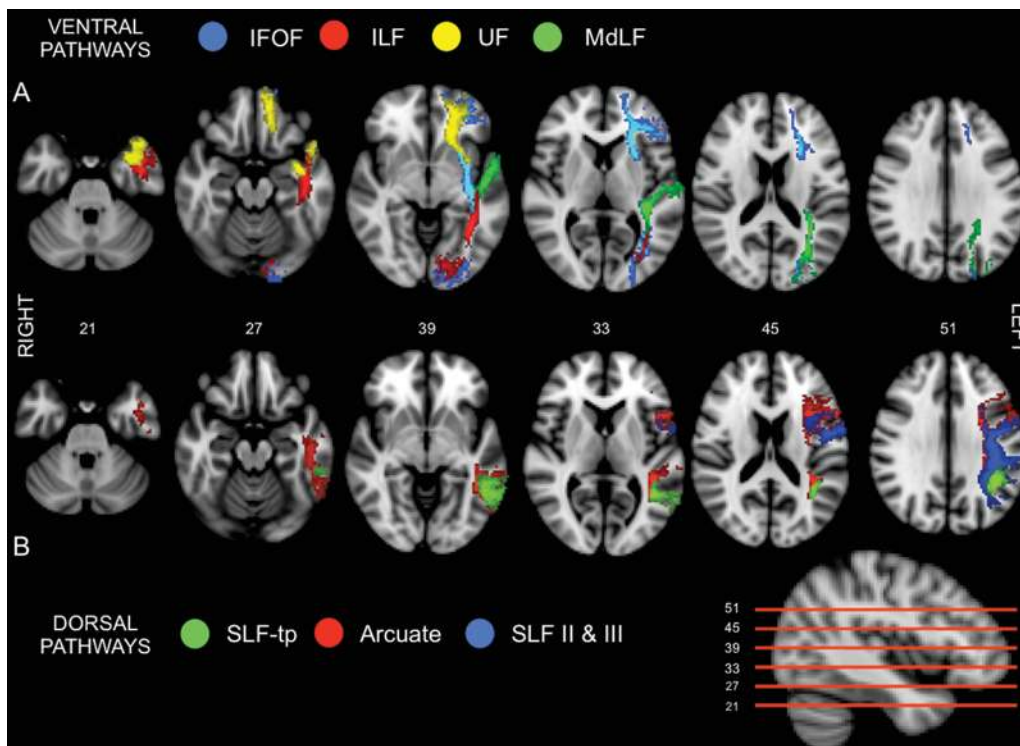 VENTRAL
PATHWAYS
IFOF
ILF
UF
MdLF
A
RIGHT
LEFT
21
27
39
33
45
51
B
DORSAL
PATHWAYS
SLF-tp
Arcuate
SLF II & III
51
45
39
33
27
21